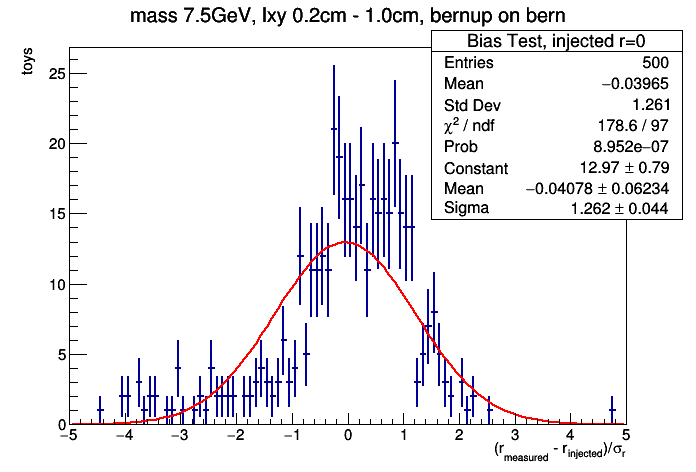 mass 7.5GeV, lxy 0.2cm - 1.0cm, bernup on bern
Bias Test, injected r=0
Entries 500
Mean −0.03965
Std Dev 1.261
χ² / ndf 178.6 / 97
Prob 8.952e−07
Constant 12.97 ± 0.79
Mean −0.04078 ± 0.06234
Sigma 1.262 ± 0.044
toys
25
20
15
10
5
0
−5 −4 −3 −2 −1 0 1 2 3 4 5
(r_measured - r_injected)/σ_r